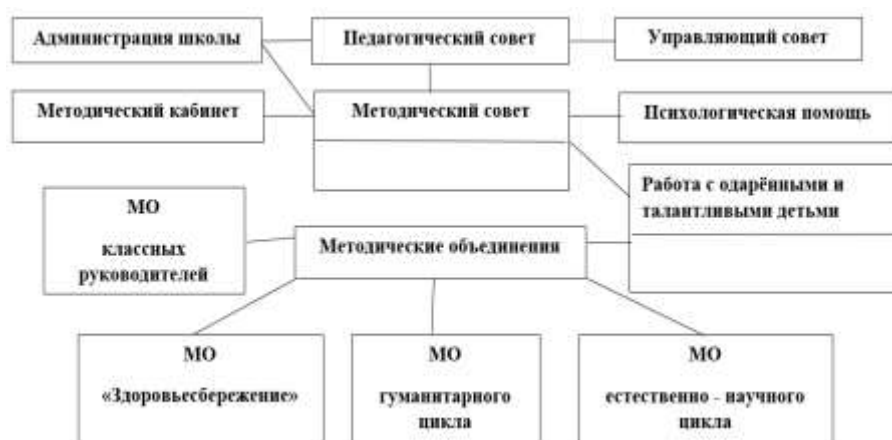 Администрация школы
Педагогический совет
Управляющий совет
Методический кабинет
Методический совет
Психологическая помощь
Работа с одарёнными и
талантливыми детьми
МО
классных
руководителей
Методические объединения
МО
«Здоровьесбережение»
МО
гуманитарного
цикла
МО
естественно - научного
цикла